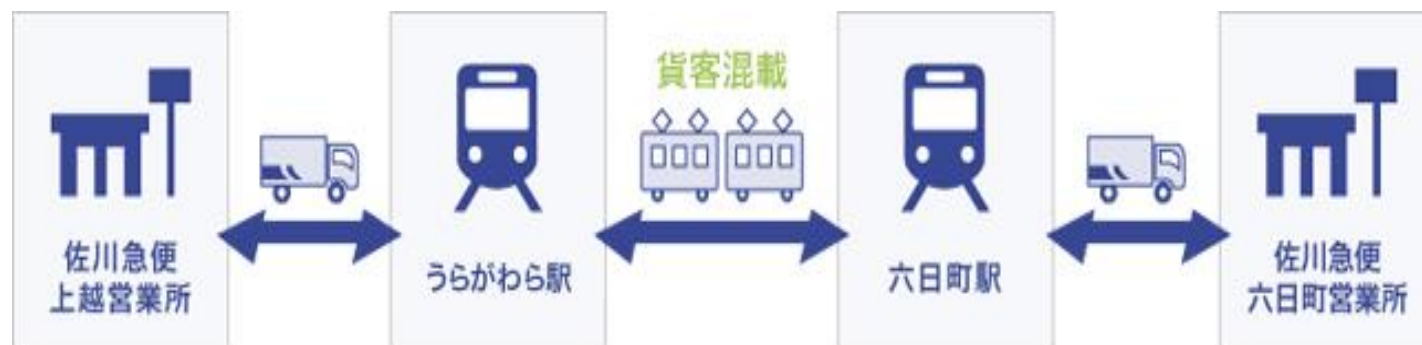 貨客混載
佐川急便
上越営業所
うらがわら駅
六日町駅
佐川急便
六日町営業所